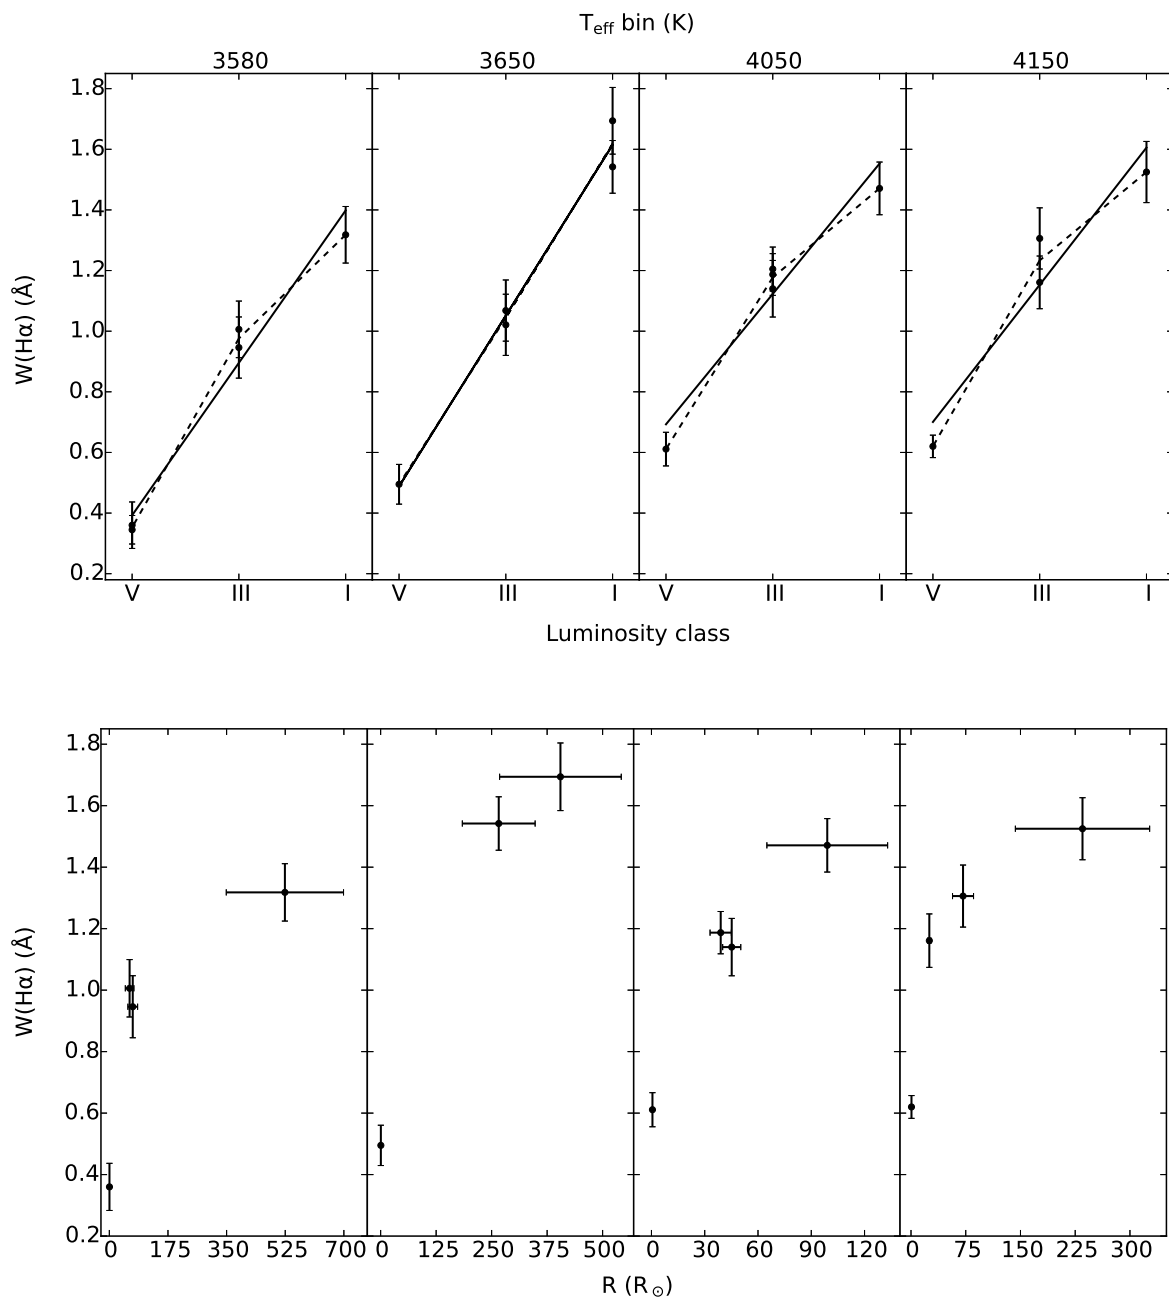 T_eff bin (K)
3580 3650 4050 4150
1.8
1.6
1.4
1.2
1.0
0.8
0.6
0.4
0.2
W(Hα) (Å)
V III I V III I V III I V III I
Luminosity class
1.8
1.6
1.4
1.2
1.0
0.8
0.6
0.4
0.2
W(Hα) (Å)
0 175 350 525 700 0 125 250 375 500 0 30 60 90 120 0 75 150 225 300
R (R_⊙)